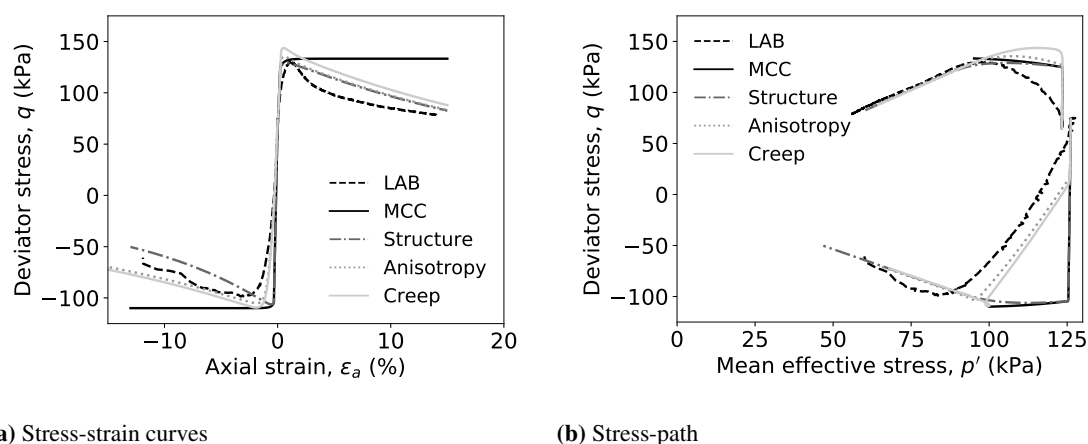 150
100
50
0
−50
−100
Deviator stress, q (kPa)
LAB
MCC
Structure
Anisotropy
Creep
−10
0
10
20
Axial strain, εa (%)
a) Stress-strain curves
150
100
50
0
−50
−100
Deviator stress, q (kPa)
LAB
MCC
Structure
Anisotropy
Creep
0
25
50
75
100
125
Mean effective stress, p′ (kPa)
(b) Stress-path